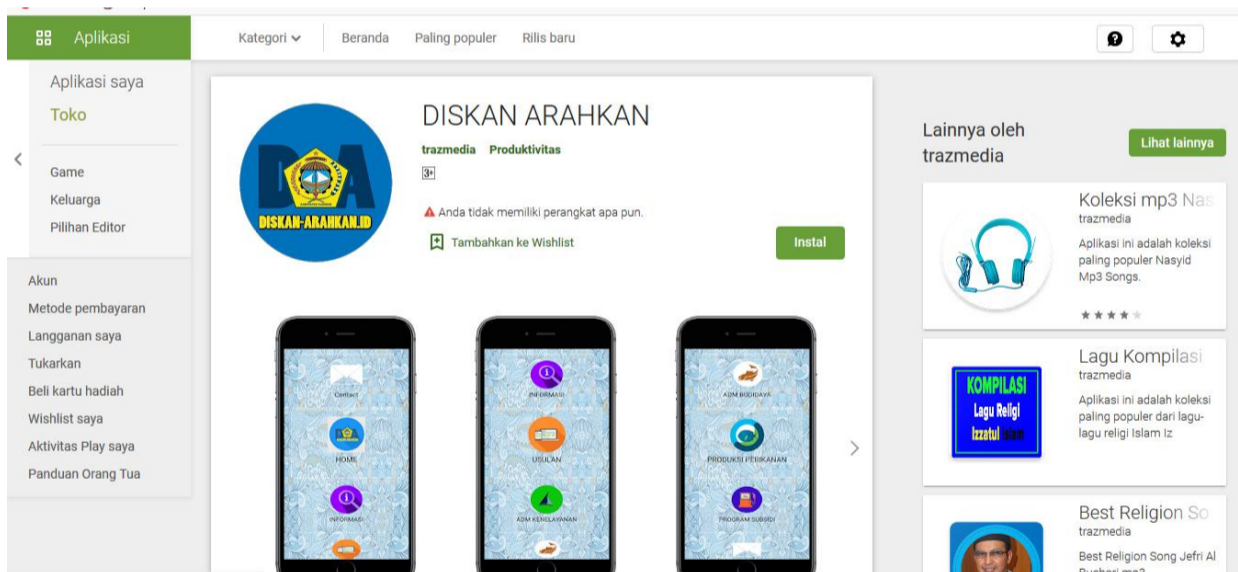 Aplikasi
Kategori
Beranda
Paling populer
Rilis baru
Aplikasi saya
Toko
Game
Keluarga
Pilihan Editor
Akun
Metode pembayaran
Langganan saya
Tukarkan
Beli kartu hadiah
Wishlist saya
Aktivitas Play saya
Panduan Orang Tua
DISKAN ARAHKAN
trazmedia Produktivitas
3+
Anda tidak memiliki perangkat apa pun.
Tambahkan ke Wishlist
Instal
D A
DISKAN-ARAHKAN.ID
Contact
HOME
INFORMASI
INFORMASI
USULAN
ADM KENELAYANAN
ADM BUDIDAYA
PRODUKSI PERIKANAN
PROGRAM SUBSIDI
Lainnya oleh
trazmedia
Lihat lainnya
Koleksi mp3 Nas
trazmedia
Aplikasi ini adalah koleksi
paling populer Nasyid
Mp3 Songs.
KOMPILASI
Lagu Religi
Izzatul Islam
Lagu Kompilasi
trazmedia
Aplikasi ini adalah koleksi
paling populer dari lagu-
lagu religi Islam Iz
Best Religion So
trazmedia
Best Religion Song Jefri Al